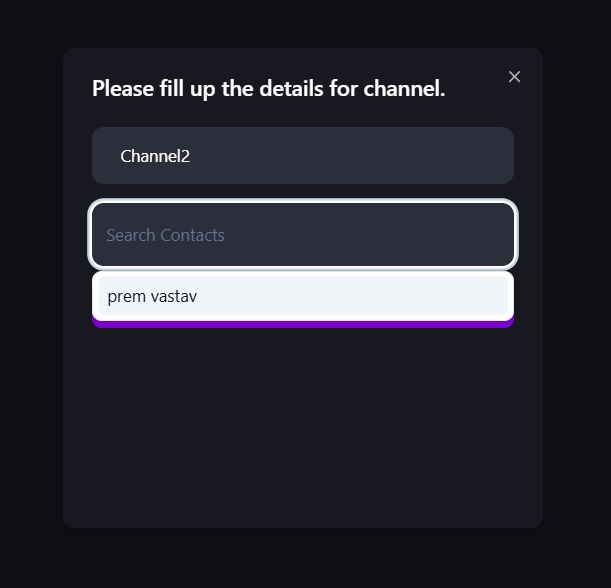 Please fill up the details for channel.
Channel2
Search Contacts
prem vastav